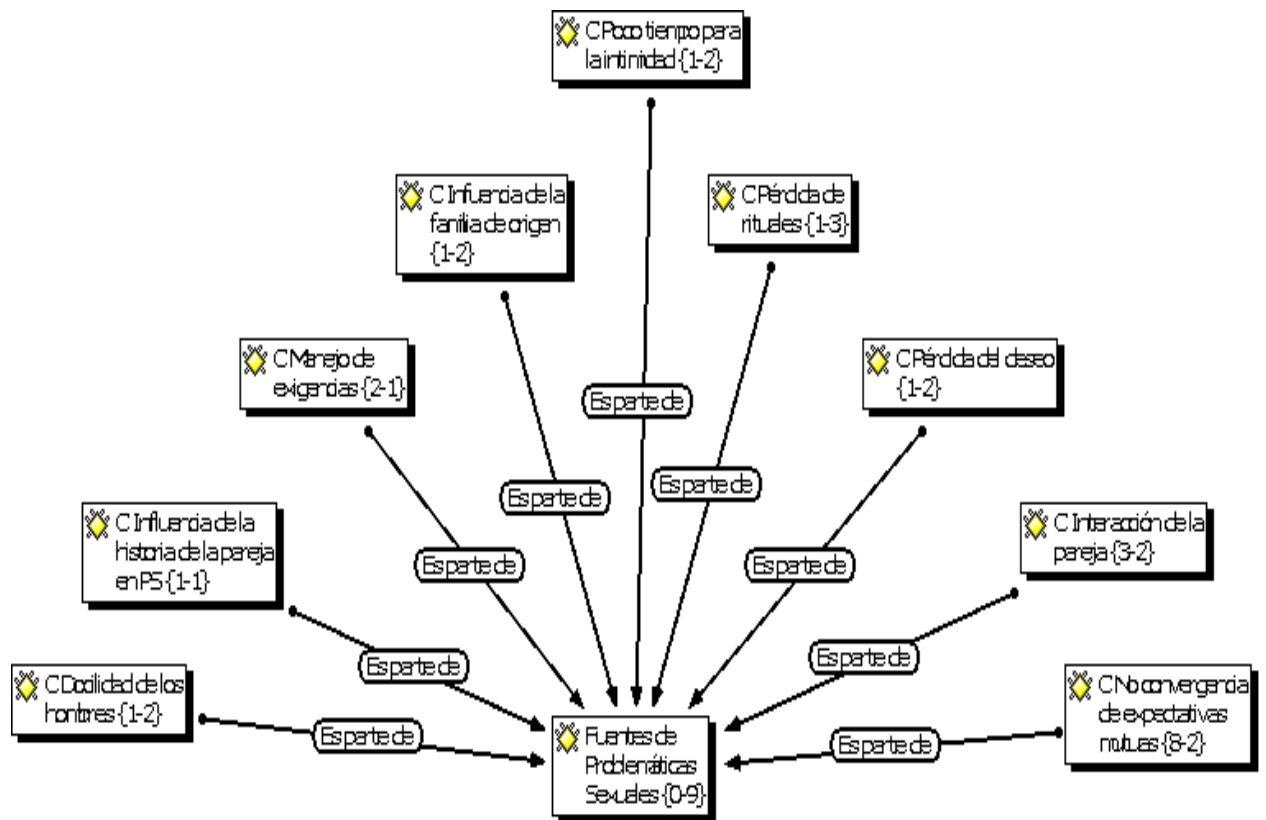 C Poco tiempo para
la intimidad {1-2}
C Infuencia de la
familia de origen
{1-2}
C Pérdida de
rituales {1-3}
C Manejo de
exigencias {2-1}
C Pérdida del deseo
{1-2}
Es parte de
Es parte de
Es parte de
C Influencia de la
historia de la pareja
en PS {1-1}
C Interacción de la
pareja {3-2}
Es parte de
Es parte de
Es parte de
Es parte de
C Docilidad de los
hombres {1-2}
C No convergencia
de expectativas
mutuas {8-2}
Es parte de
Es parte de
Fuentes de
Problemáticas
Sexuales {0-9}